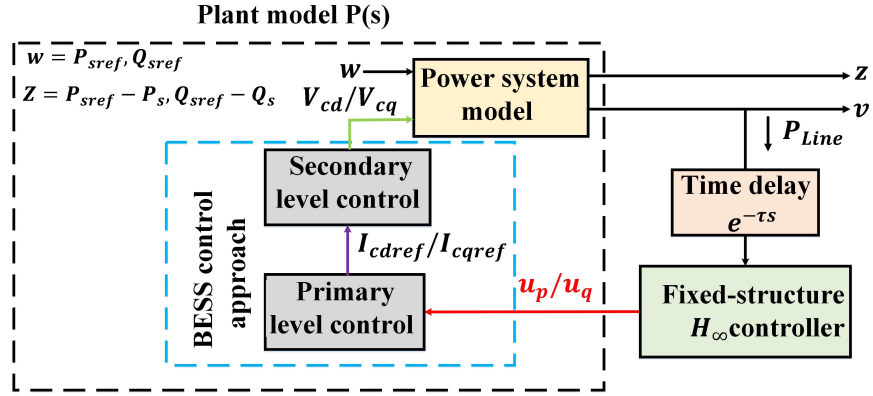 Plant model P(s)
w = P_sref, Q_sref
Z = P_sref − P_s, Q_sref − Q_s
w
V_cd/V_cq
Power system
model
z
v
P_Line
Secondary
level control
Time delay
e^−τs
BESS control
approach
I_cdref/I_cqref
Primary
level control
u_p/u_q
Fixed-structure
H_∞controller